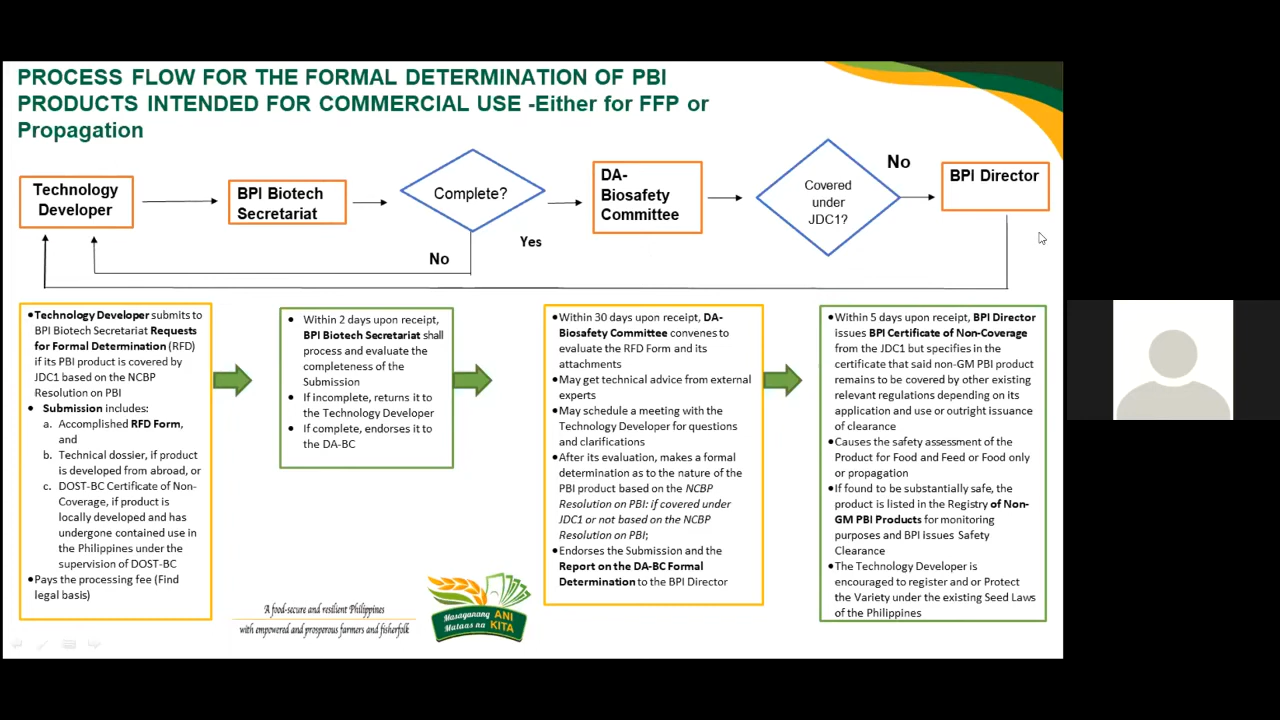 PROCESS FLOW FOR THE FORMAL DETERMINATION OF PBI
PRODUCTS INTENDED FOR COMMERCIAL USE -Either for FFP or
Propagation
Technology
Developer
BPI Biotech
Secretariat
Complete?
DA-
Biosafety
Committee
Covered
under
JDC1?
No
BPI Director
Yes
No
•Technology Developer submits to
BPI Biotech Secretariat Requests
for Formal Determination (RFD)
if its PBI product is covered by
JDC1 based on the NCBP
Resolution on PBI
• Submission includes:
a. Accomplished RFD Form,
and
b. Technical dossier, if product
is developed from abroad, or
c. DOST-BC Certificate of Non-
Coverage, if product is
locally developed and has
undergone contained use in
the Philippines under the
supervision of DOST-BC
•Pays the processing fee (Find
legal basis)
• Within 2 days upon receipt,
BPI Biotech Secretariat shall
process and evaluate the
completeness of the
Submission
• If incomplete, returns it to
the Technology Developer
• If complete, endorses it to
the DA-BC
•Within 30 days upon receipt, DA-
Biosafety Committee convenes to
evaluate the RFD Form and its
attachments
•May get technical advice from external
experts
•May schedule a meeting with the
Technology Developer for questions
and clarifications
•After its evaluation, makes a formal
determination as to the nature of the
PBI product based on the NCBP
Resolution on PBI: if covered under
JDC1 or not based on the NCBP
Resolution on PBI;
•Endorses the Submission and the
Report on the DA-BC Formal
Determination to the BPI Director
•Within 5 days upon receipt, BPI Director
issues BPI Certificate of Non-Coverage
from the JDC1 but specifies in the
certificate that said non-GM PBI product
remains to be covered by other existing
relevant regulations depending on its
application and use or outright issuance
of clearance
•Causes the safety assessment of the
Product for Food and Feed or Food only
or propagation
•If found to be substantially safe, the
product is listed in the Registry of Non-
GM PBI Products for monitoring
purposes and BPI issues Safety
Clearance
•The Technology Developer is
encouraged to register and or Protect
the Variety under the existing Seed Laws
of the Philippines
A food-secure and resilient Philippines
with empowered and prosperous farmers and fisherfolk
Masaganang ANI
Mataas na KITA